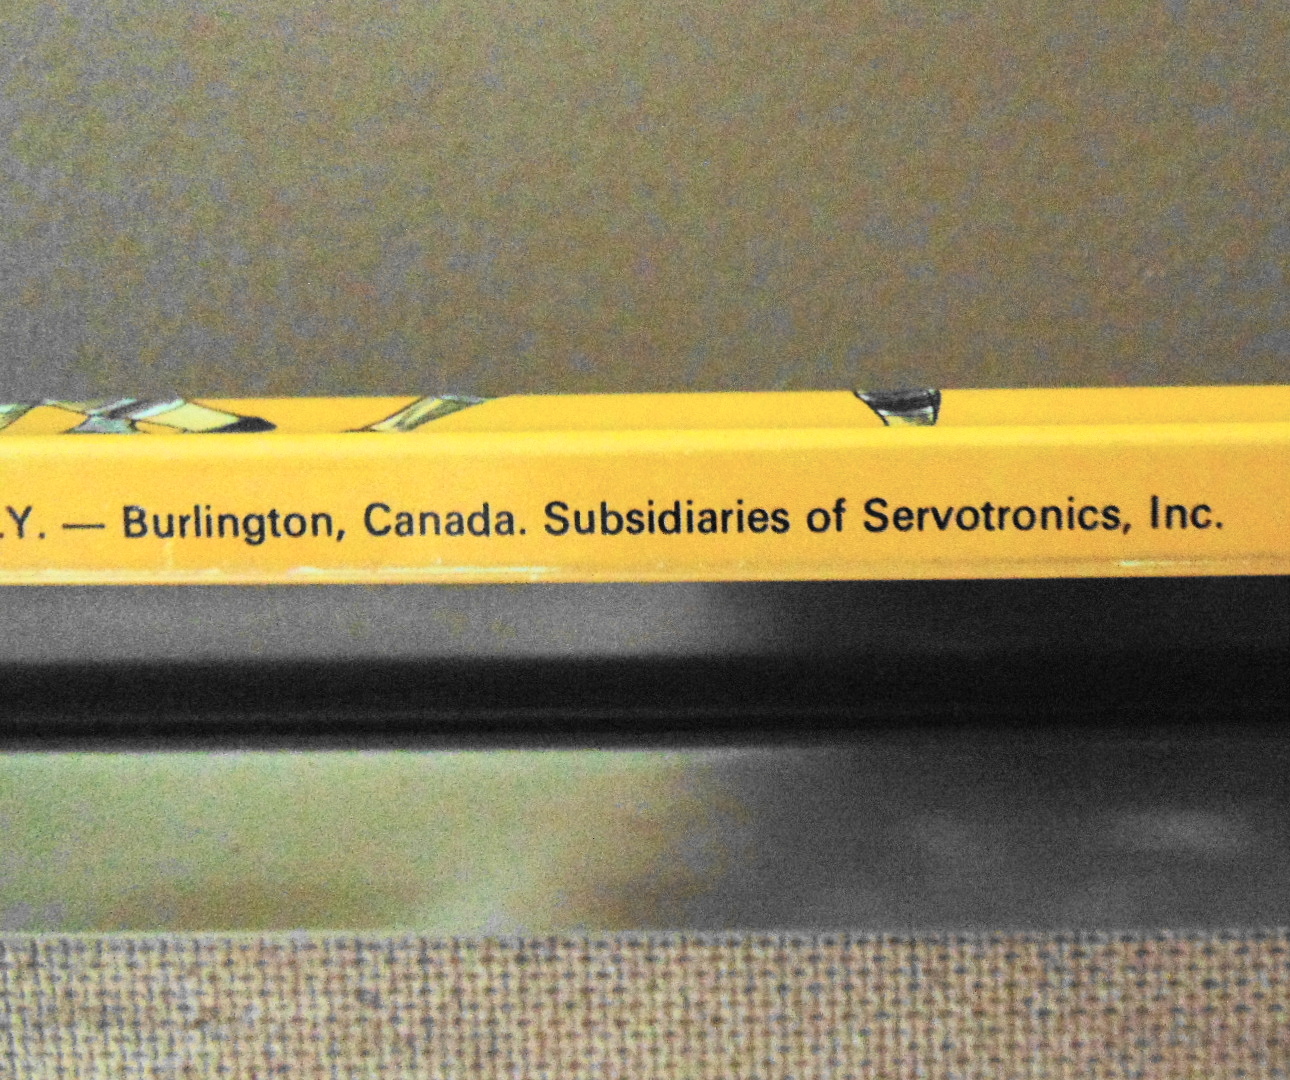 .Y. — Burlington, Canada. Subsidiaries of Servotronics, Inc.